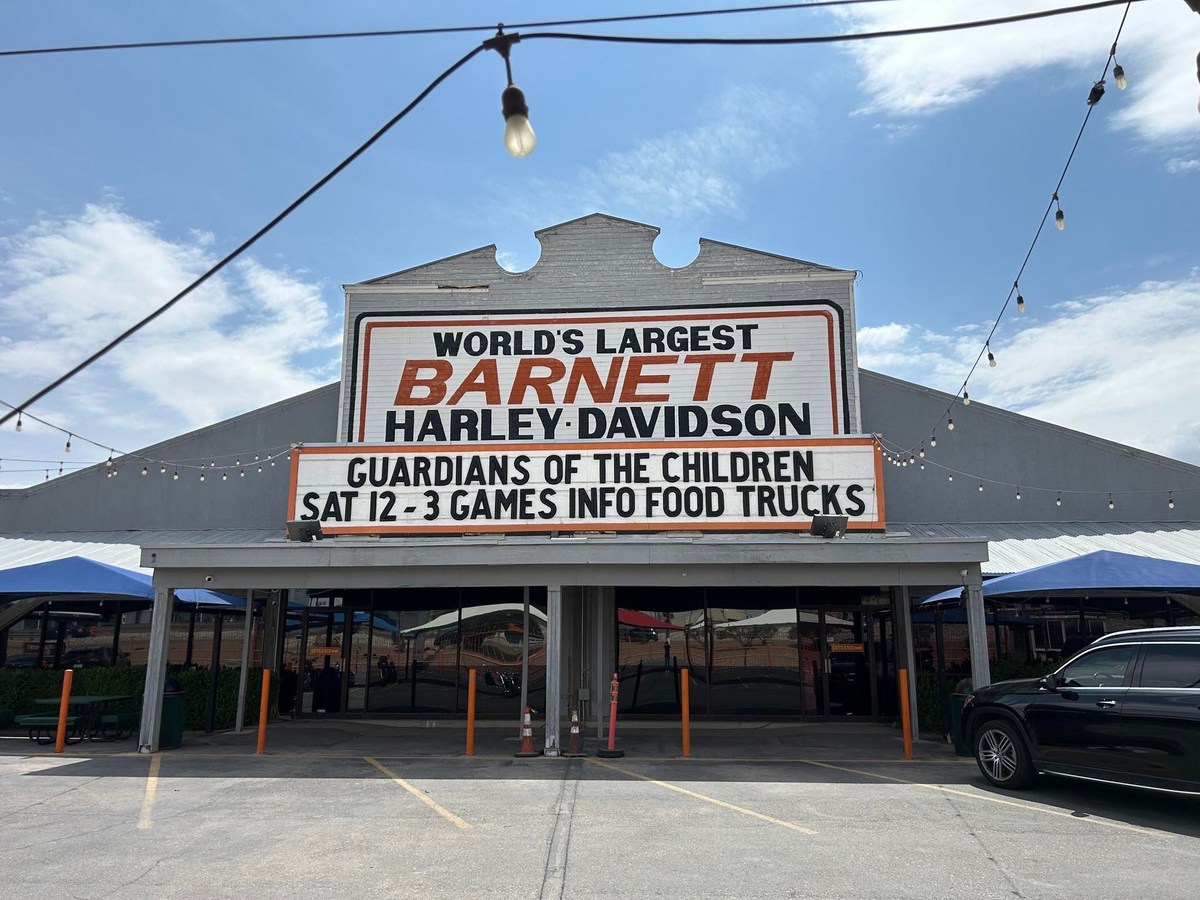 WORLD'S LARGEST
BARNETT
HARLEY-DAVIDSON
GUARDIANS OF THE CHILDREN
SAT 12 - 3 GAMES INFO FOOD TRUCKS